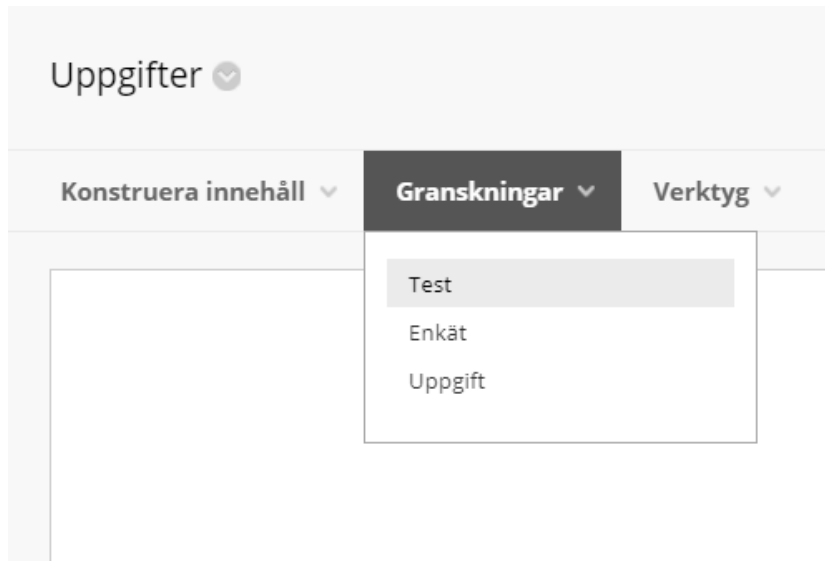 Uppgifter
Konstruera innehåll Granskningar Verktyg
Test
Enkät
Uppgift